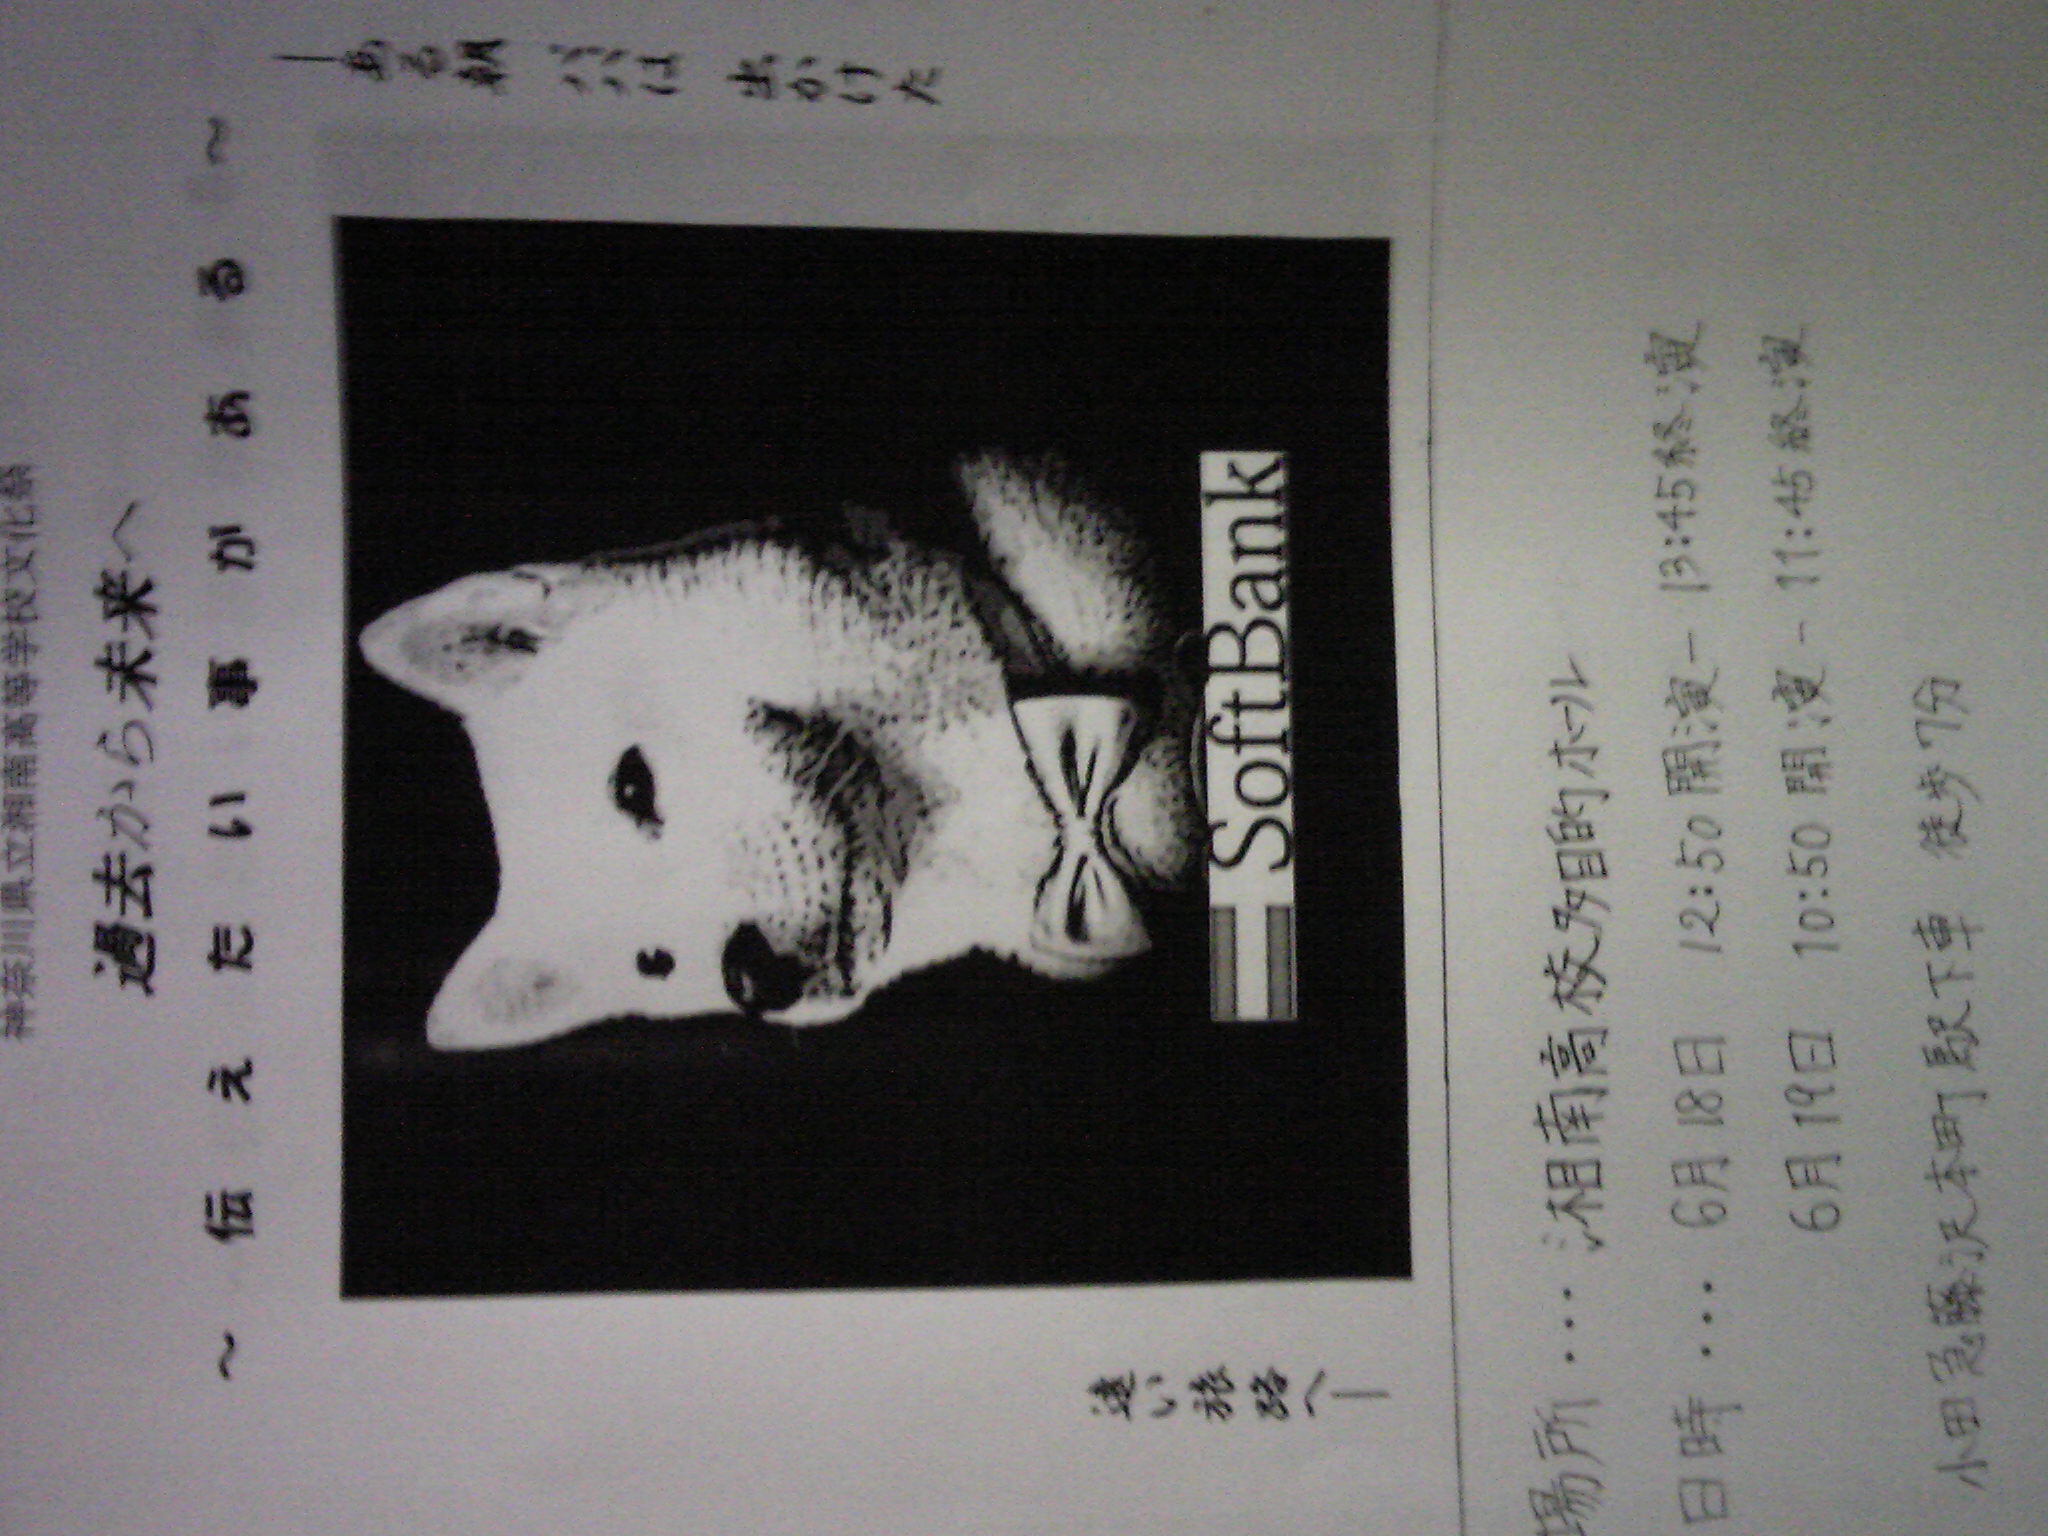 神奈川県立湘南高等学校文化祭
過去から未来へ
～伝えたい事がある～
―ある朝 パパは 出かけた
遠い旅路へ―
SoftBank
場所・・・湘南高校多目的ホール
日時・・・6月18日 12:50開演－13:45終演
6月19日 10:50開演－11:45終演
小田急藤沢本町駅下車 徒歩7分